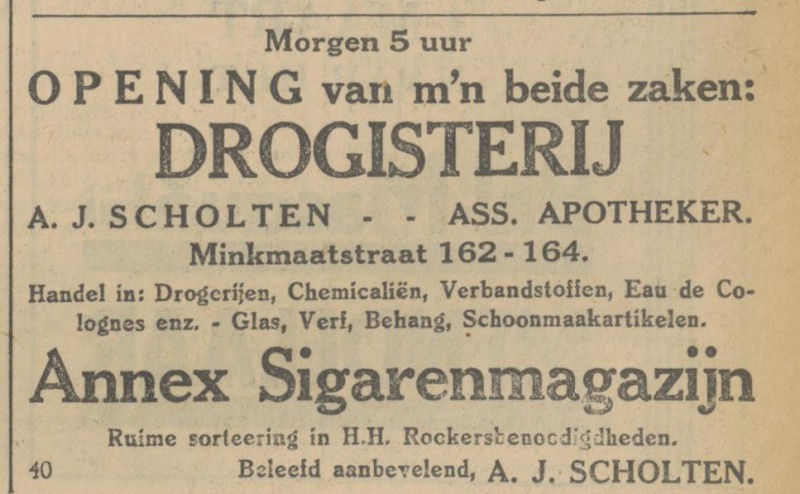 Morgen 5 uur
OPENING van m'n beide zaken:
DROGISTERIJ
A. J. SCHOLTEN - - ASS. APOTHEKER.
Minkmaatstraat 162 - 164.
Handel in: Drogerijen, Chemicaliën, Verbandstoffen, Eau de Co-
lognes enz. - Glas, Verf, Behang, Schoonmaakartikelen.
Annex Sigarenmagazijn
Ruime sorteering in H.H. Rockersbenoodigdheden.
40 Beleefd aanbevelend, A. J. SCHOLTEN.